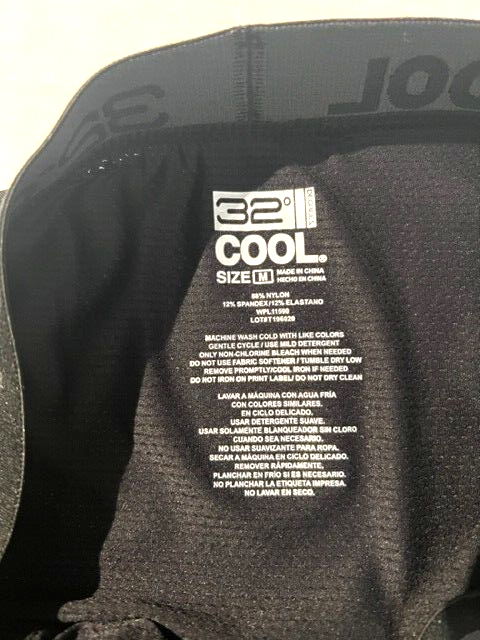 32°
COOL®
SIZE M MADE IN CHINA
HECHO EN CHINA
88% NYLON
12% SPANDEX/12% ELASTANO
WPL11590
LOT#T196020
MACHINE WASH COLD WITH LIKE COLORS
GENTLE CYCLE / USE MILD DETERGENT
ONLY NON-CHLORINE BLEACH WHEN NEEDED
DO NOT USE FABRIC SOFTENER / TUMBLE DRY LOW
REMOVE PROMPTLY/COOL IRON IF NEEDED
DO NOT IRON ON PRINT LABEL/ DO NOT DRY CLEAN
LAVAR A MÁQUINA CON AGUA FRÍA
CON COLORES SIMILARES.
EN CICLO DELICADO.
USAR DETERGENTE SUAVE.
USAR SOLAMENTE BLANQUEADOR SIN CLORO
CUANDO SEA NECESARIO.
NO USAR SUAVIZANTE PARA ROPA.
SECAR A MÁQUINA EN CICLO DELICADO.
REMOVER RÁPIDAMENTE,
PLANCHAR EN FRÍO SI ES NECESARIO.
NO PLANCHAR LA ETIQUETA IMPRESA.
NO LAVAR EN SECO.